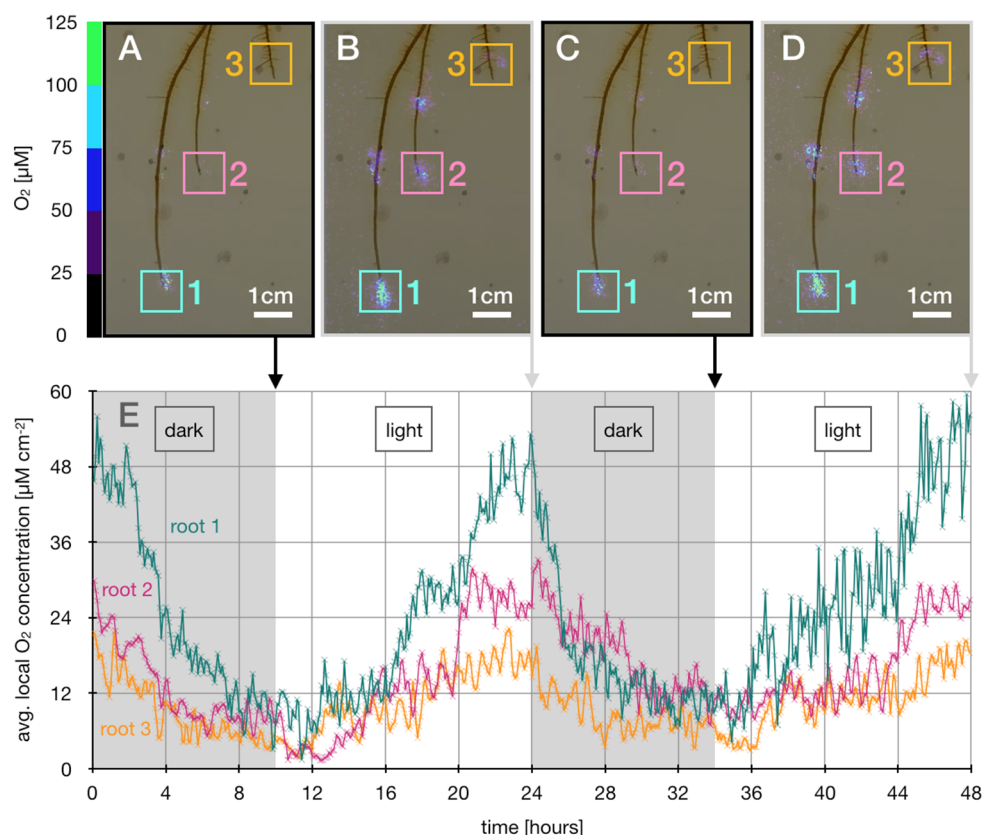 125
100
75
50
25
0
O₂ [µM]
A
3
2
1
1cm
B
3
2
1
1cm
C
3
2
1
1cm
D
3
2
1
1cm
60
48
36
24
12
0
avg. local O₂ concentration [µM cm⁻²]
E
dark
light
dark
light
root 1
root 2
root 3
0 4 8 12 16 20 24 28 32 36 40 44 48
time [hours]